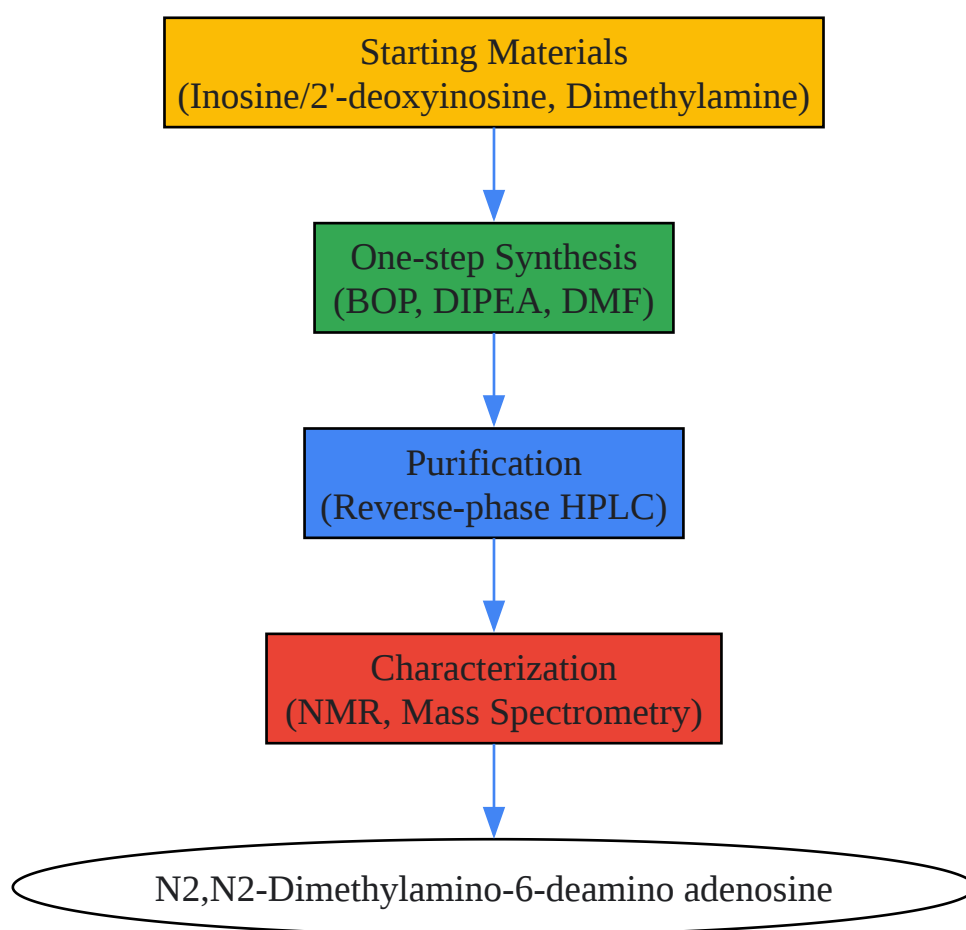 Starting Materials
(Inosine/2'-deoxyinosine, Dimethylamine)
One-step Synthesis
(BOP, DIPEA, DMF)
Purification
(Reverse-phase HPLC)
Characterization
(NMR, Mass Spectrometry)
N2,N2-Dimethylamino-6-deamino adenosine